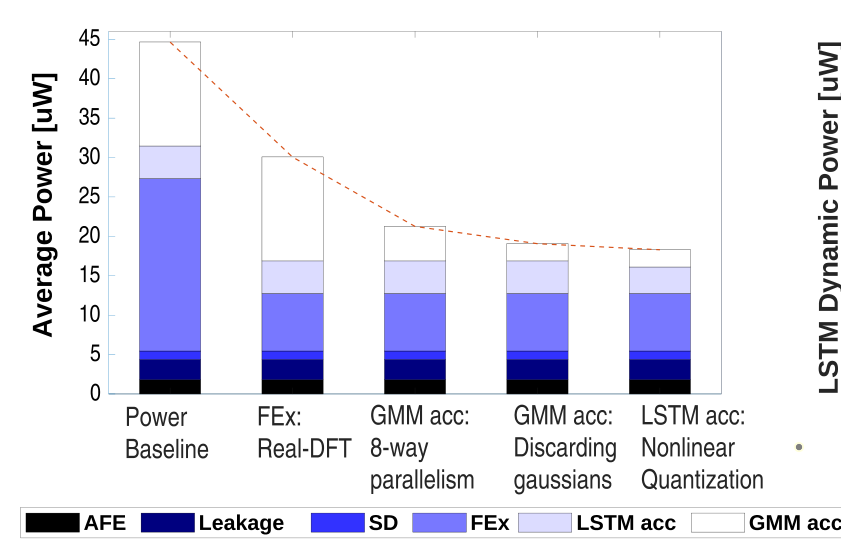 Average Power [uW]
45
40
35
30
25
20
15
10
5
0
Power
Baseline
FEx:
Real-DFT
GMM acc:
8-way
parallelism
GMM acc:
Discarding
gaussians
LSTM acc:
Nonlinear
Quantization
AFE Leakage SD FEx LSTM acc GMM acc
LSTM Dynamic Power [uW]